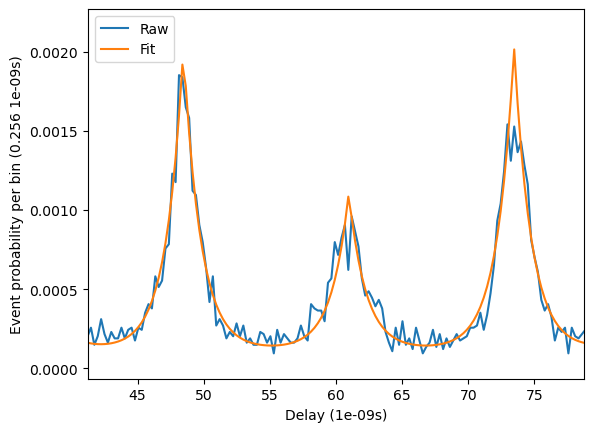 Raw
Fit
Event probability per bin (0.256 1e-09s)
0.0020
0.0015
0.0010
0.0005
0.0000
45 50 55 60 65 70 75
Delay (1e-09s)